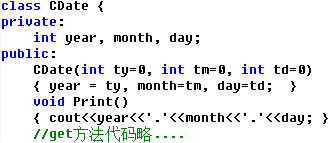 class CDate {
private:
    int year, month, day;
public:
    CDate(int ty=0, int tm=0, int td=0)
    { year = ty, month=tm, day=td;  }
    void Print()
    { cout<<year<<'.'<<month<<'.'<<day; }
    //get方法代码略....